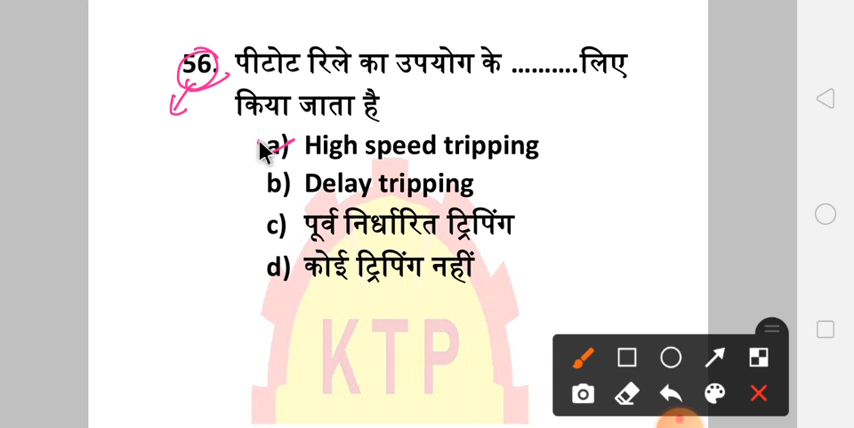 56. पीटोट रिले का उपयोग के ..........लिए
किया जाता है
a) High speed tripping
b) Delay tripping
c) पूर्व निर्धारित ट्रिपिंग
d) कोई ट्रिपिंग नहीं
KTP